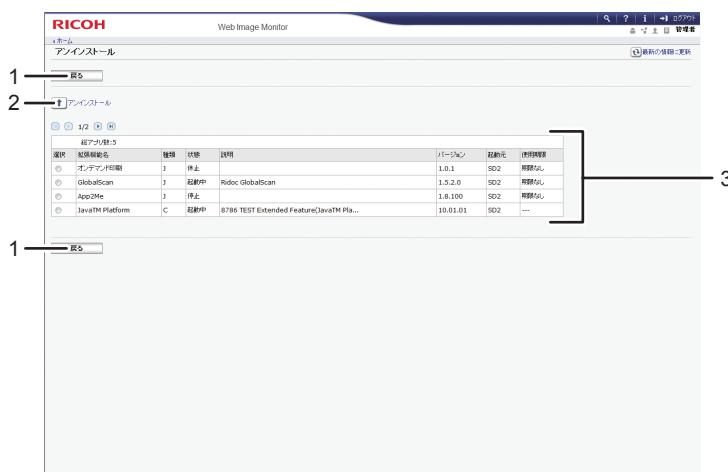 RICOH
Web Image Monitor
? i ログアウト
管理者
ホーム
アンインストール
最新の情報に更新
1
戻る
2
アンインストール
1/2
総アプリ数:5
選択 拡張機能名 種類 状態 説明 バージョン 起動元 使用期限
オンデマンド印刷 J 休止 1.0.1 SD2 期限なし
GlobalScan J 起動中 Ridoc GlobalScan 1.5.2.0 SD2 期限なし
App2Me J 停止 1.8.100 SD2 期限なし
JavaTM Platform C 起動中 8786 TEST Extended Feature(JavaTM Pla... 10.01.01 SD2 ---
3
1
戻る